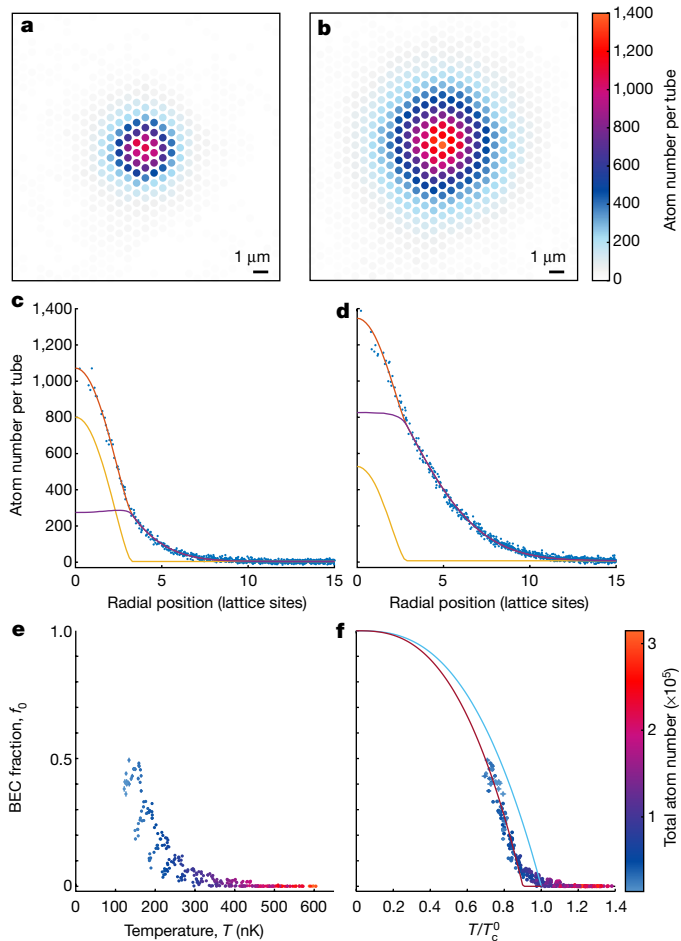 a
b
1 μm
1 μm
1,400
1,200
1,000
800
600
400
200
0
Atom number per tube
c
d
1,400
1,200
1,000
800
600
400
200
0
Atom number per tube
0
5
10
15
0
5
10
15
Radial position (lattice sites)
Radial position (lattice sites)
e
f
1.0
0.5
0
BEC fraction, f0
0 100 200 300 400 500 600
Temperature, T (nK)
0 0.2 0.4 0.6 0.8 1.0 1.2 1.4
T/Tc0
3
2
1
Total atom number (×10⁵)